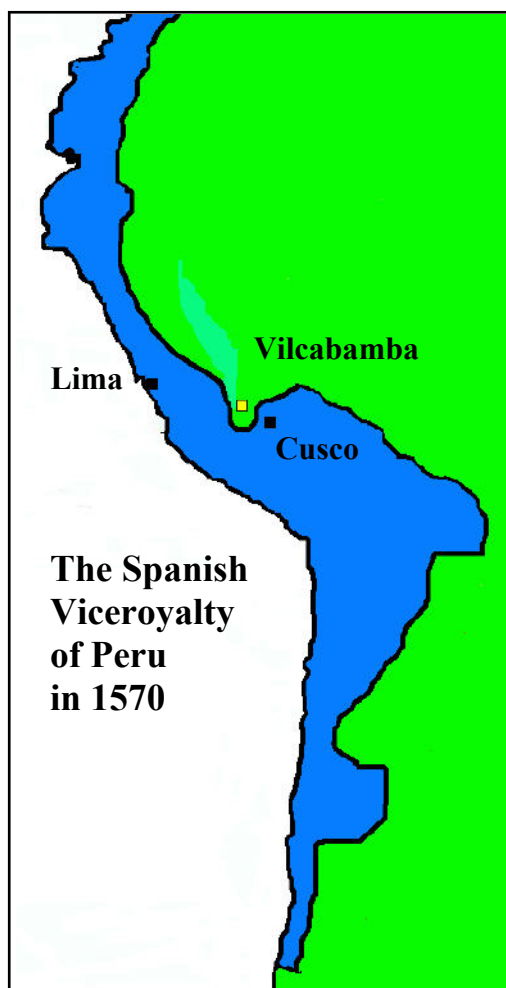 Vilcabamba
Lima
Cusco
The Spanish
Viceroyalty
of Peru
in 1570